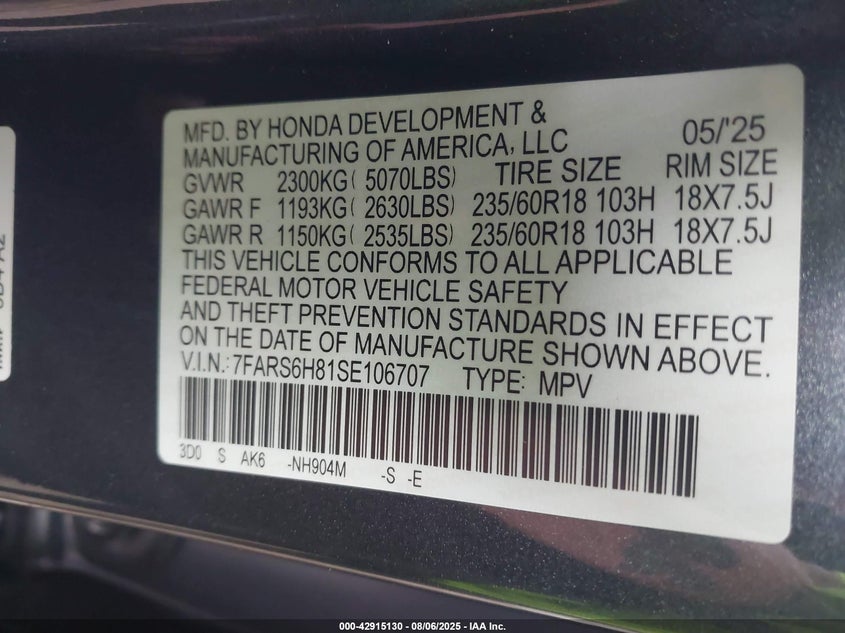 MFD. BY HONDA DEVELOPMENT & MANUFACTURING OF AMERICA, LLC 05/'25
GVWR 2300KG( 5070LBS) TIRE SIZE RIM SIZE
GAWR F 1193KG( 2630LBS) 235/60R18 103H 18X7.5J
GAWR R 1150KG( 2535LBS) 235/60R18 103H 18X7.5J
THIS VEHICLE CONFORMS TO ALL APPLICABLE
FEDERAL MOTOR VEHICLE SAFETY
AND THEFT PREVENTION STANDARDS IN EFFECT
ON THE DATE OF MANUFACTURE SHOWN ABOVE.
V.I.N.: 7FARS6H81SE106707 TYPE: MPV
3D0 S AK6 -NH904M -S -E
000-42915130 - 08/06/2025 - IAA Inc.